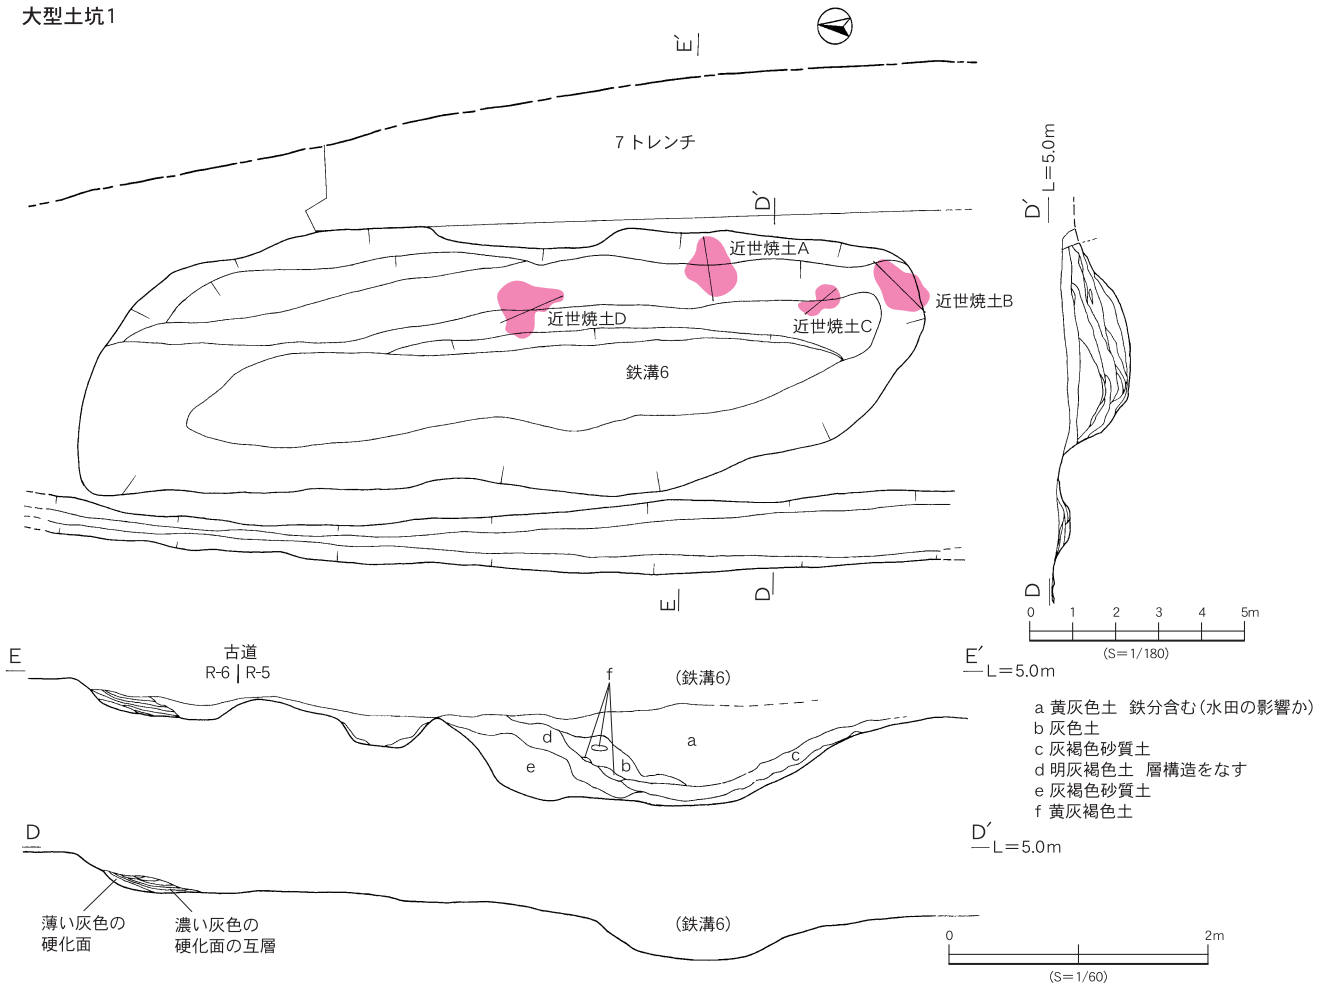 大型土坑1
E′
7トレンチ
D′
近世焼土A
近世焼土B
近世焼土C
近世焼土D
鉄溝6
E
D
D′
L=5.0m
D
0 1 2 3 4 5m
(S=1/180)
E
古道
R-6 R-5
f
(鉄溝6)
E′
L=5.0m
a
b
c
d
e
a 黄灰色土 鉄分含む(水田の影響か)
b 灰色土
c 灰褐色砂質土
d 明灰褐色土 層構造をなす
e 灰褐色砂質土
f 黄灰褐色土
D
D′
L=5.0m
薄い灰色の
硬化面
濃い灰色の
硬化面の互層
(鉄溝6)
0 2m
(S=1/60)